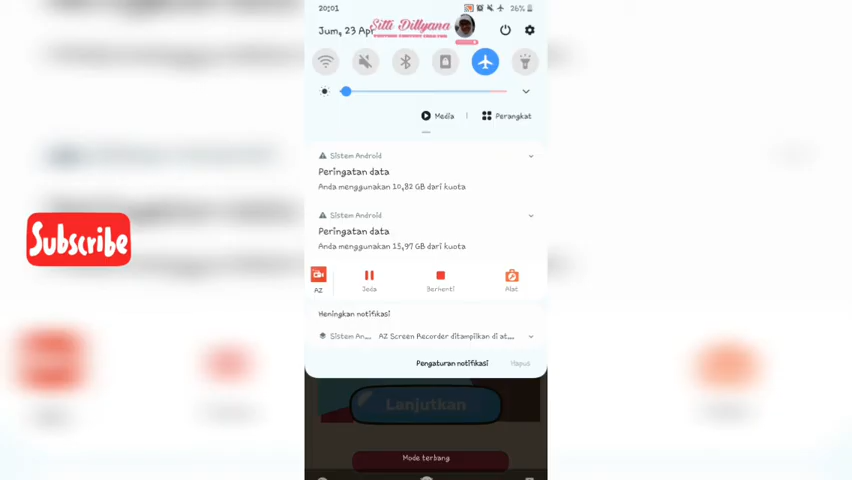 20:01
26%
Jum, 23 Apr
Sitti Dillyana
Media | Perangkat
Sistem Android
Peringatan data
Anda menggunakan 10,82 GB dari kuota
Sistem Android
Peringatan data
Anda menggunakan 15,97 GB dari kuota
Subscribe
AZ
Jeda
Berhenti
Alat
Heningkan notifikasi
Sistem An... AZ Screen Recorder ditampilkan di at...
Pengaturan notifikasi
Hapus
Lanjutkan
Mode terbang